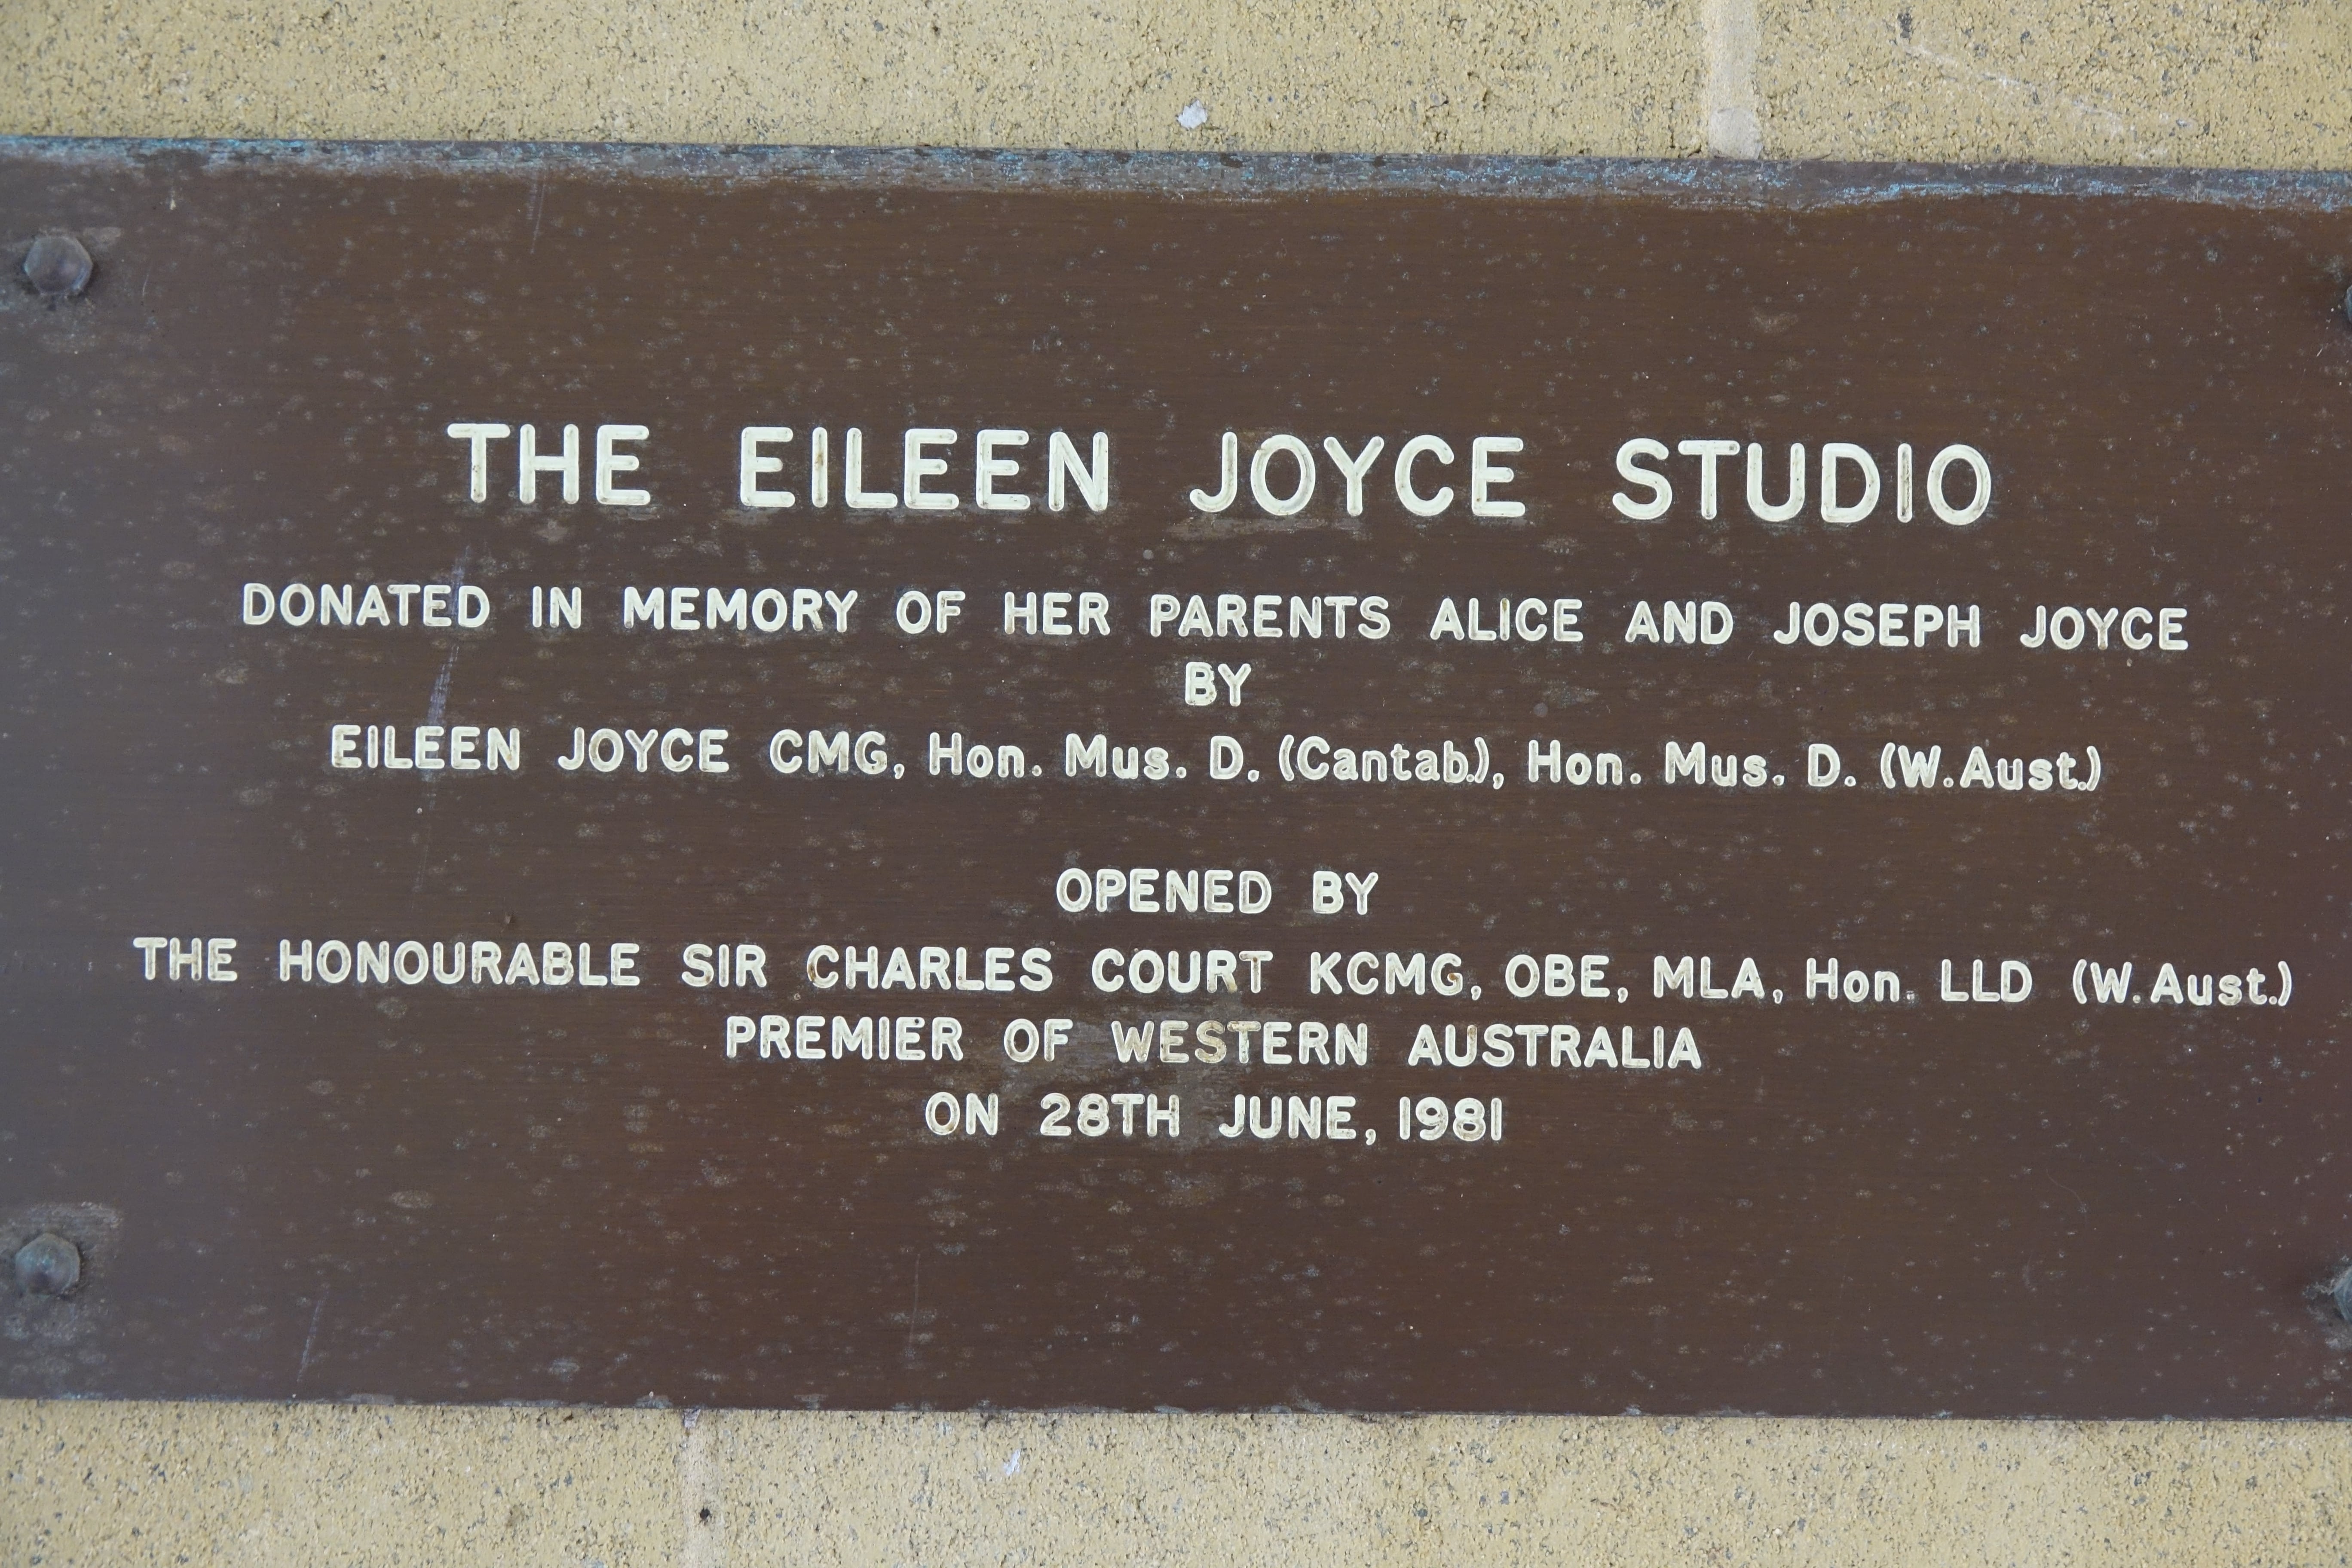 THE EILEEN JOYCE STUDIO
DONATED IN MEMORY OF HER PARENTS ALICE AND JOSEPH JOYCE
BY
EILEEN JOYCE CMG, Hon. Mus. D. (Cantab.), Hon. Mus. D. (W.Aust.)
OPENED BY
THE HONOURABLE SIR CHARLES COURT KCMG, OBE, MLA, Hon. LLD (W.Aust.)
PREMIER OF WESTERN AUSTRALIA
ON 28TH JUNE, 1981